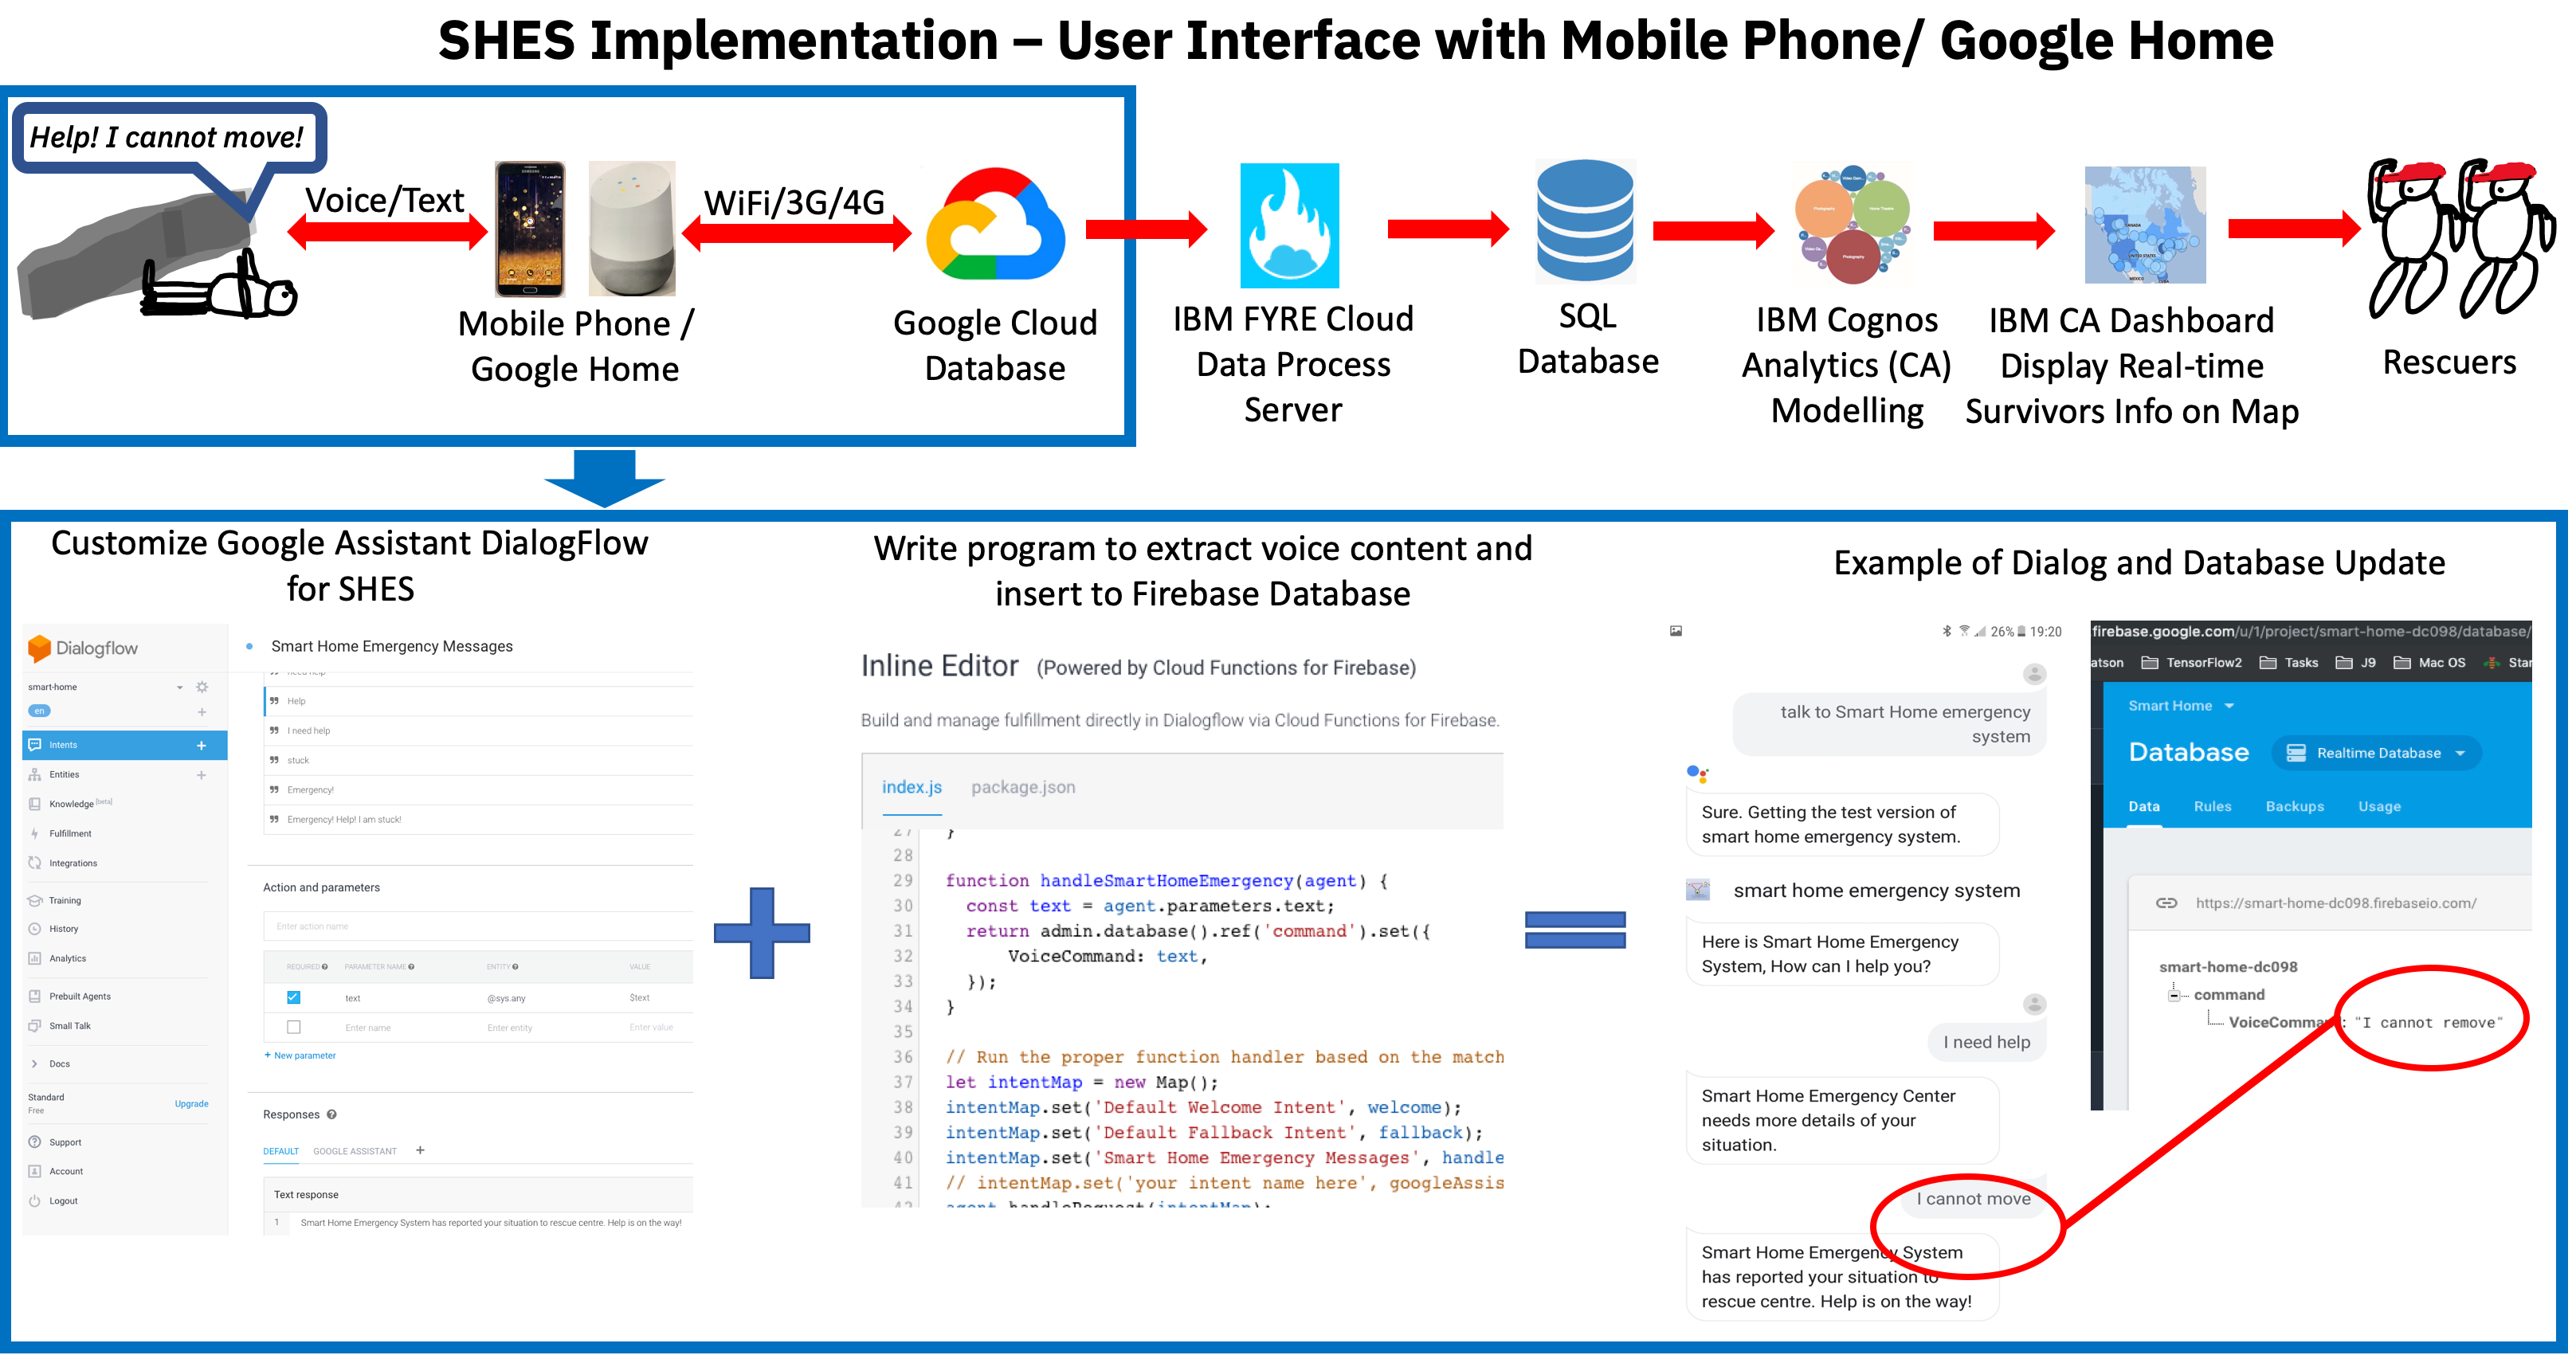 SHES Implementation – User Interface with Mobile Phone/ Google Home
Help! I cannot move!
Voice/Text
WiFi/3G/4G
Mobile Phone /
Google Home
Google Cloud
Database
IBM FYRE Cloud
Data Process
Server
SQL
Database
IBM Cognos
Analytics (CA)
Modelling
IBM CA Dashboard
Display Real-time
Survivors Info on Map
Rescuers
Customize Google Assistant DialogFlow
for SHES
Dialogflow
smart-home
en
Intents
Entities
Knowledge [beta]
Fulfillment
Integrations
Training
History
Analytics
Prebuilt Agents
Small Talk
Docs
Standard
Free
Upgrade
Support
Account
Logout
Smart Home Emergency Messages
need help
Help
I need help
stuck
Emergency!
Emergency! Help! I am stuck!
Action and parameters
Enter action name
REQUIRED PARAMETER NAME ENTITY VALUE
text @sys.any $text
Enter name Enter entity Enter value
+ New parameter
Responses
DEFAULT GOOGLE ASSISTANT +
Text response
1 Smart Home Emergency System has reported your situation to rescue centre. Help is on the way!
Write program to extract voice content and
insert to Firebase Database
Inline Editor (Powered by Cloud Functions for Firebase)
Build and manage fulfillment directly in Dialogflow via Cloud Functions for Firebase.
index.js package.json
27 }
28
29 function handleSmartHomeEmergency(agent) {
30 const text = agent.parameters.text;
31 return admin.database().ref('command').set({
32 VoiceCommand: text,
33 });
34 }
35
36 // Run the proper function handler based on the match
37 let intentMap = new Map();
38 intentMap.set('Default Welcome Intent', welcome);
39 intentMap.set('Default Fallback Intent', fallback);
40 intentMap.set('Smart Home Emergency Messages', handle
41 // intentMap.set('your intent name here', googleAssis
42 agent.handleRequest(intentMap);
Example of Dialog and Database Update
26% 19:20
talk to Smart Home emergency
system
Sure. Getting the test version of
smart home emergency system.
smart home emergency system
Here is Smart Home Emergency
System, How can I help you?
I need help
Smart Home Emergency Center
needs more details of your
situation.
I cannot move
Smart Home Emergency System
has reported your situation to
rescue centre. Help is on the way!
firebase.google.com/u/1/project/smart-home-dc098/database/
atson TensorFlow2 Tasks J9 Mac OS Star
Smart Home
Database Realtime Database
Data Rules Backups Usage
https://smart-home-dc098.firebaseio.com/
smart-home-dc098
command
VoiceComman: "I cannot remove"